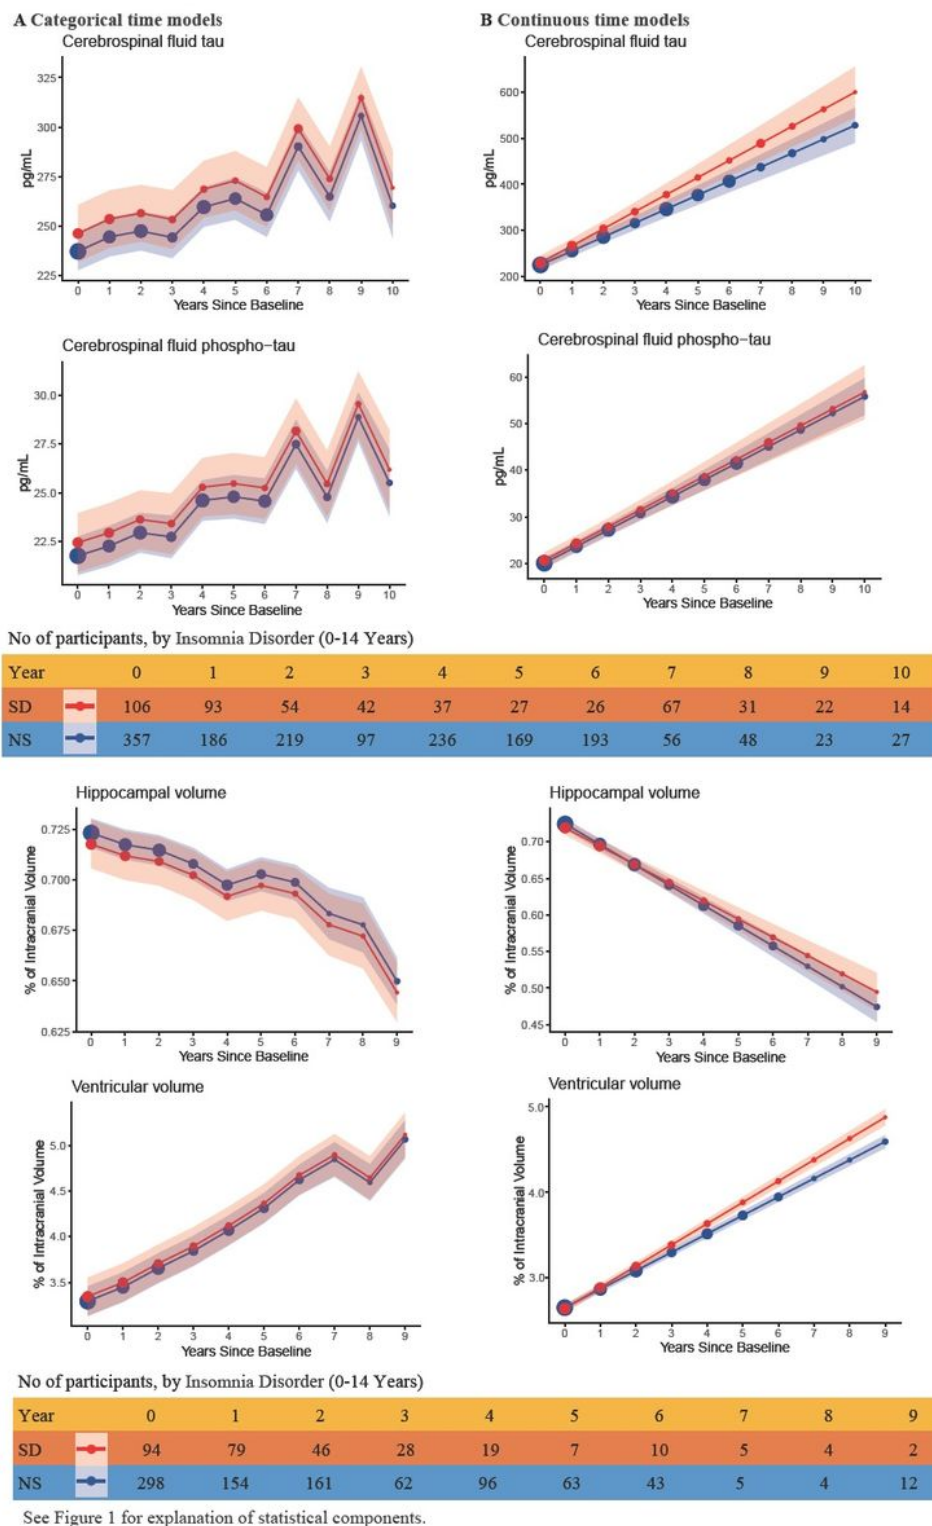 A Categorical time models
B Continuous time models
Cerebrospinal fluid tau
325
300
275
250
225
pg/mL
0 1 2 3 4 5 6 7 8 9 10
Years Since Baseline
Cerebrospinal fluid tau
600
500
400
300
200
pg/mL
0 1 2 3 4 5 6 7 8 9 10
Years Since Baseline
Cerebrospinal fluid phospho-tau
30.0
27.5
25.0
22.5
pg/mL
0 1 2 3 4 5 6 7 8 9 10
Years Since Baseline
Cerebrospinal fluid phospho-tau
60
50
40
30
20
pg/mL
0 1 2 3 4 5 6 7 8 9 10
Years Since Baseline
No of participants, by Insomnia Disorder (0-14 Years)
Year 0 1 2 3 4 5 6 7 8 9 10
SD 106 93 54 42 37 27 26 67 31 22 14
NS 357 186 219 97 236 169 193 56 48 23 27
Hippocampal volume
0.725
0.700
0.675
0.650
0.625
% of Intracranial Volume
0 1 2 3 4 5 6 7 8 9
Years Since Baseline
Hippocampal volume
0.70
0.65
0.60
0.55
0.50
0.45
% of Intracranial Volume
0 1 2 3 4 5 6 7 8 9
Years Since Baseline
Ventricular volume
5.0
4.5
4.0
3.5
% of Intracranial Volume
0 1 2 3 4 5 6 7 8 9
Years Since Baseline
Ventricular volume
5.0
4.0
3.0
% of Intracranial Volume
0 1 2 3 4 5 6 7 8 9
Years Since Baseline
No of participants, by Insomnia Disorder (0-14 Years)
Year 0 1 2 3 4 5 6 7 8 9
SD 94 79 46 28 19 7 10 5 4 2
NS 298 154 161 62 96 63 43 5 4 12
See Figure 1 for explanation of statistical components.